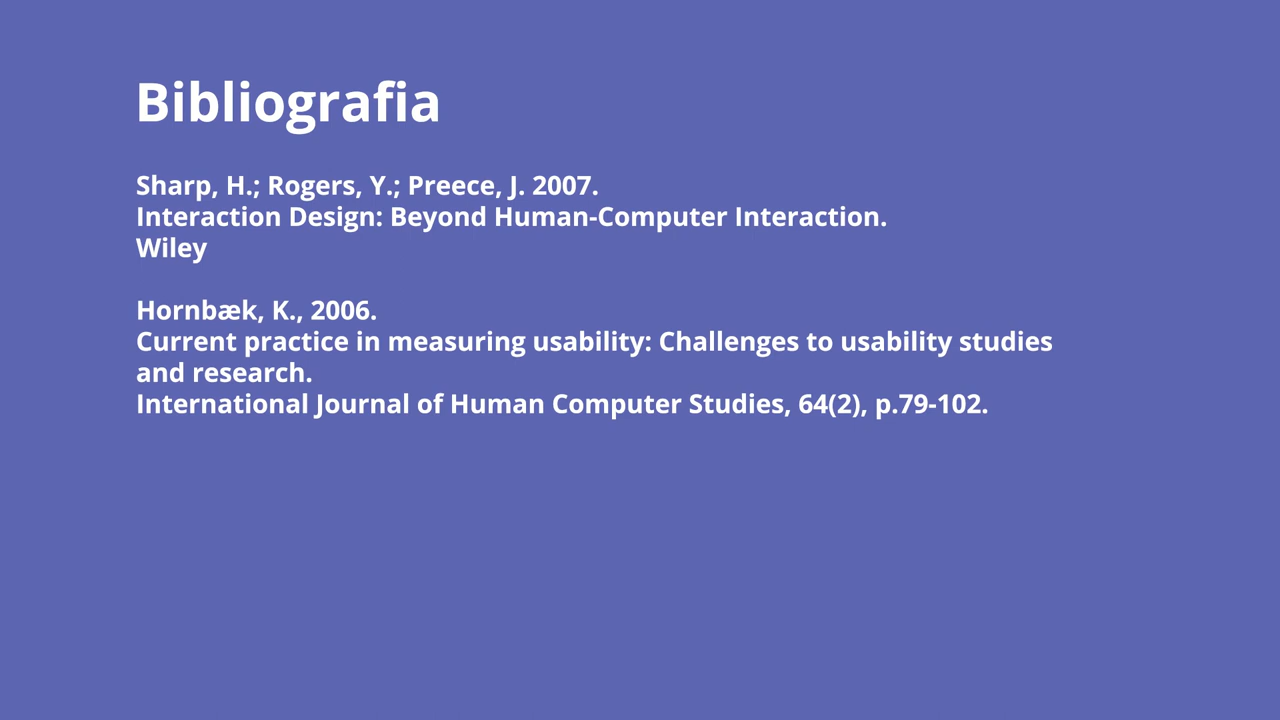 Bibliografia
Sharp, H.; Rogers, Y.; Preece, J. 2007.
Interaction Design: Beyond Human-Computer Interaction.
Wiley
Hornbæk, K., 2006.
Current practice in measuring usability: Challenges to usability studies
and research.
International Journal of Human Computer Studies, 64(2), p.79-102.